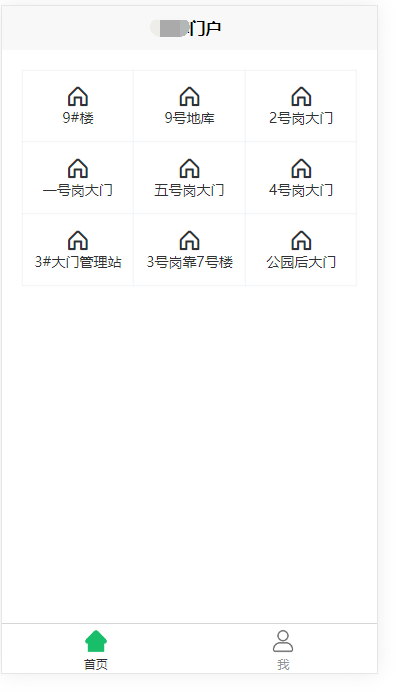 门户
9#楼
9号地库
2号岗大门
一号岗大门
五号岗大门
4号岗大门
3#大门管理站
3号岗靠7号楼
公园后大门
首页
我